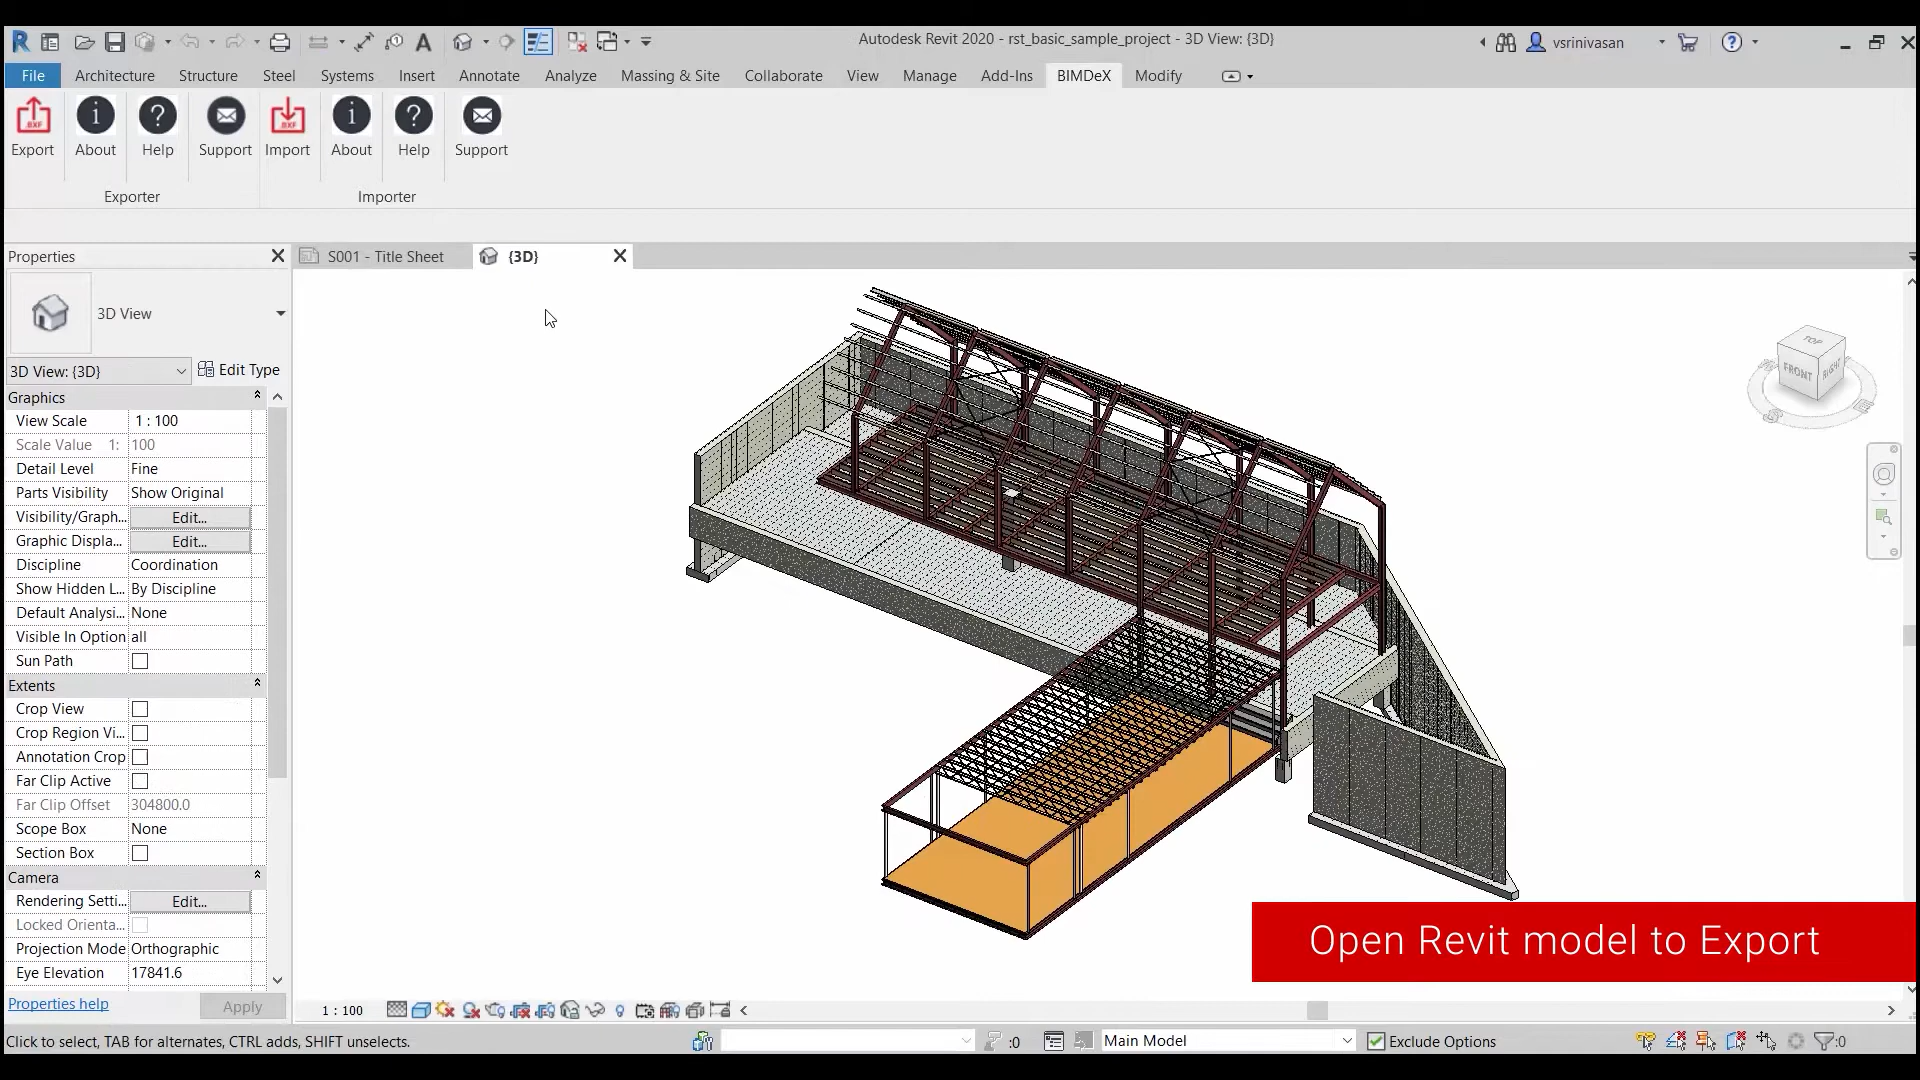 Autodesk Revit 2020 - rst_basic_sample_project - 3D View: {3D}
vsrinivasan
File Architecture Structure Steel Systems Insert Annotate Analyze Massing & Site Collaborate View Manage Add-Ins BIMDeX Modify
Export About Help Support Import About Help Support
Exporter Importer
Properties
S001 - Title Sheet
{3D}
3D View
3D View: {3D}
Edit Type
Graphics
View Scale 1 : 100
Scale Value 1: 100
Detail Level Fine
Parts Visibility Show Original
Visibility/Graph... Edit...
Graphic Displa... Edit...
Discipline Coordination
Show Hidden L... By Discipline
Default Analysi... None
Visible In Option all
Sun Path
Extents
Crop View
Crop Region Vi...
Annotation Crop
Far Clip Active
Far Clip Offset 304800.0
Scope Box None
Section Box
Camera
Rendering Setti... Edit...
Locked Orienta...
Projection Mode Orthographic
Eye Elevation 17841.6
Properties help
Apply
TOP
FRONT
RIGHT
Open Revit model to Export
1 : 100
Click to select, TAB for alternates, CTRL adds, SHIFT unselects.
:0
Main Model
Exclude Options
:0